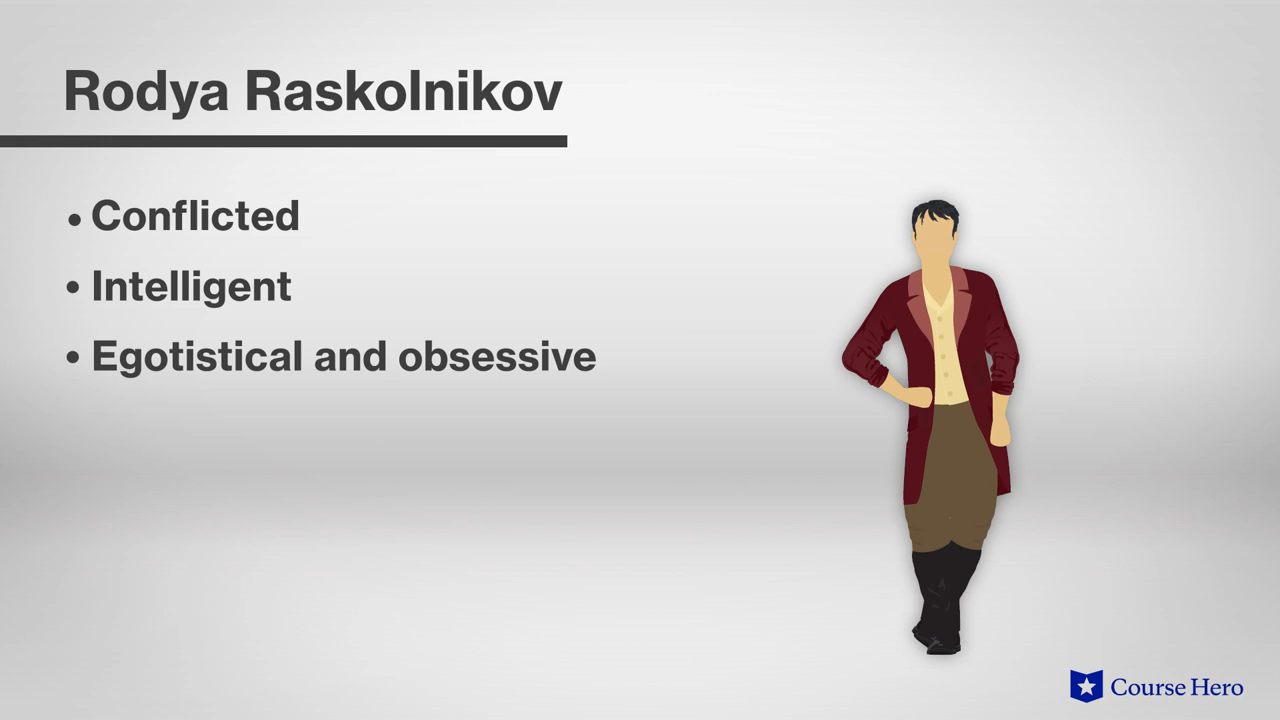 Rodya Raskolnikov
• Conflicted
• Intelligent
• Egotistical and obsessive
Course Hero